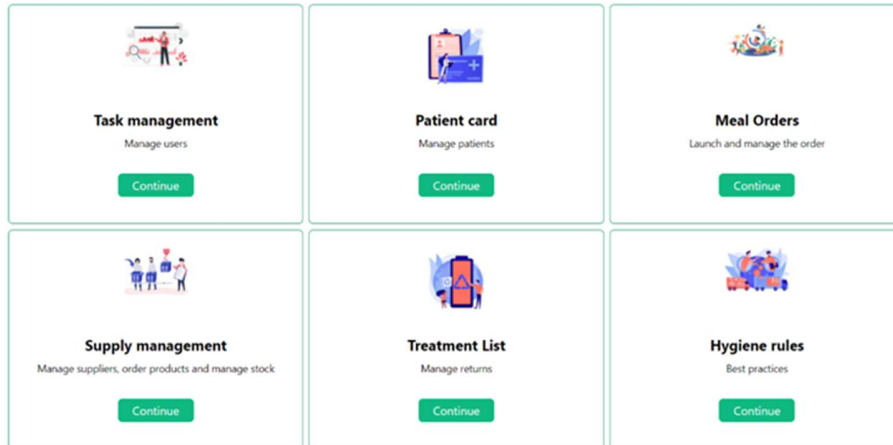 Task management
Manage users
Continue
Patient card
Manage patients
Continue
Meal Orders
Launch and manage the order
Continue
Supply management
Manage suppliers, order products and manage stock
Continue
Treatment List
Manage returns
Continue
Hygiene rules
Best practices
Continue